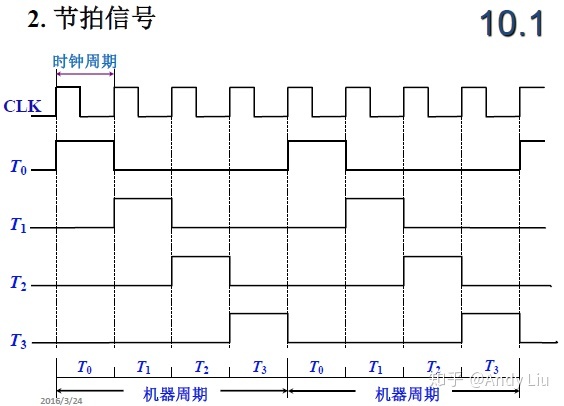 2. 节拍信号
10.1
时钟周期
CLK
T0
T1
T2
T3
T0 T1 T2 T3 T0 T1 T2 T3
机器周期 机器周期
2016/3/24
知乎 @Andy Liu